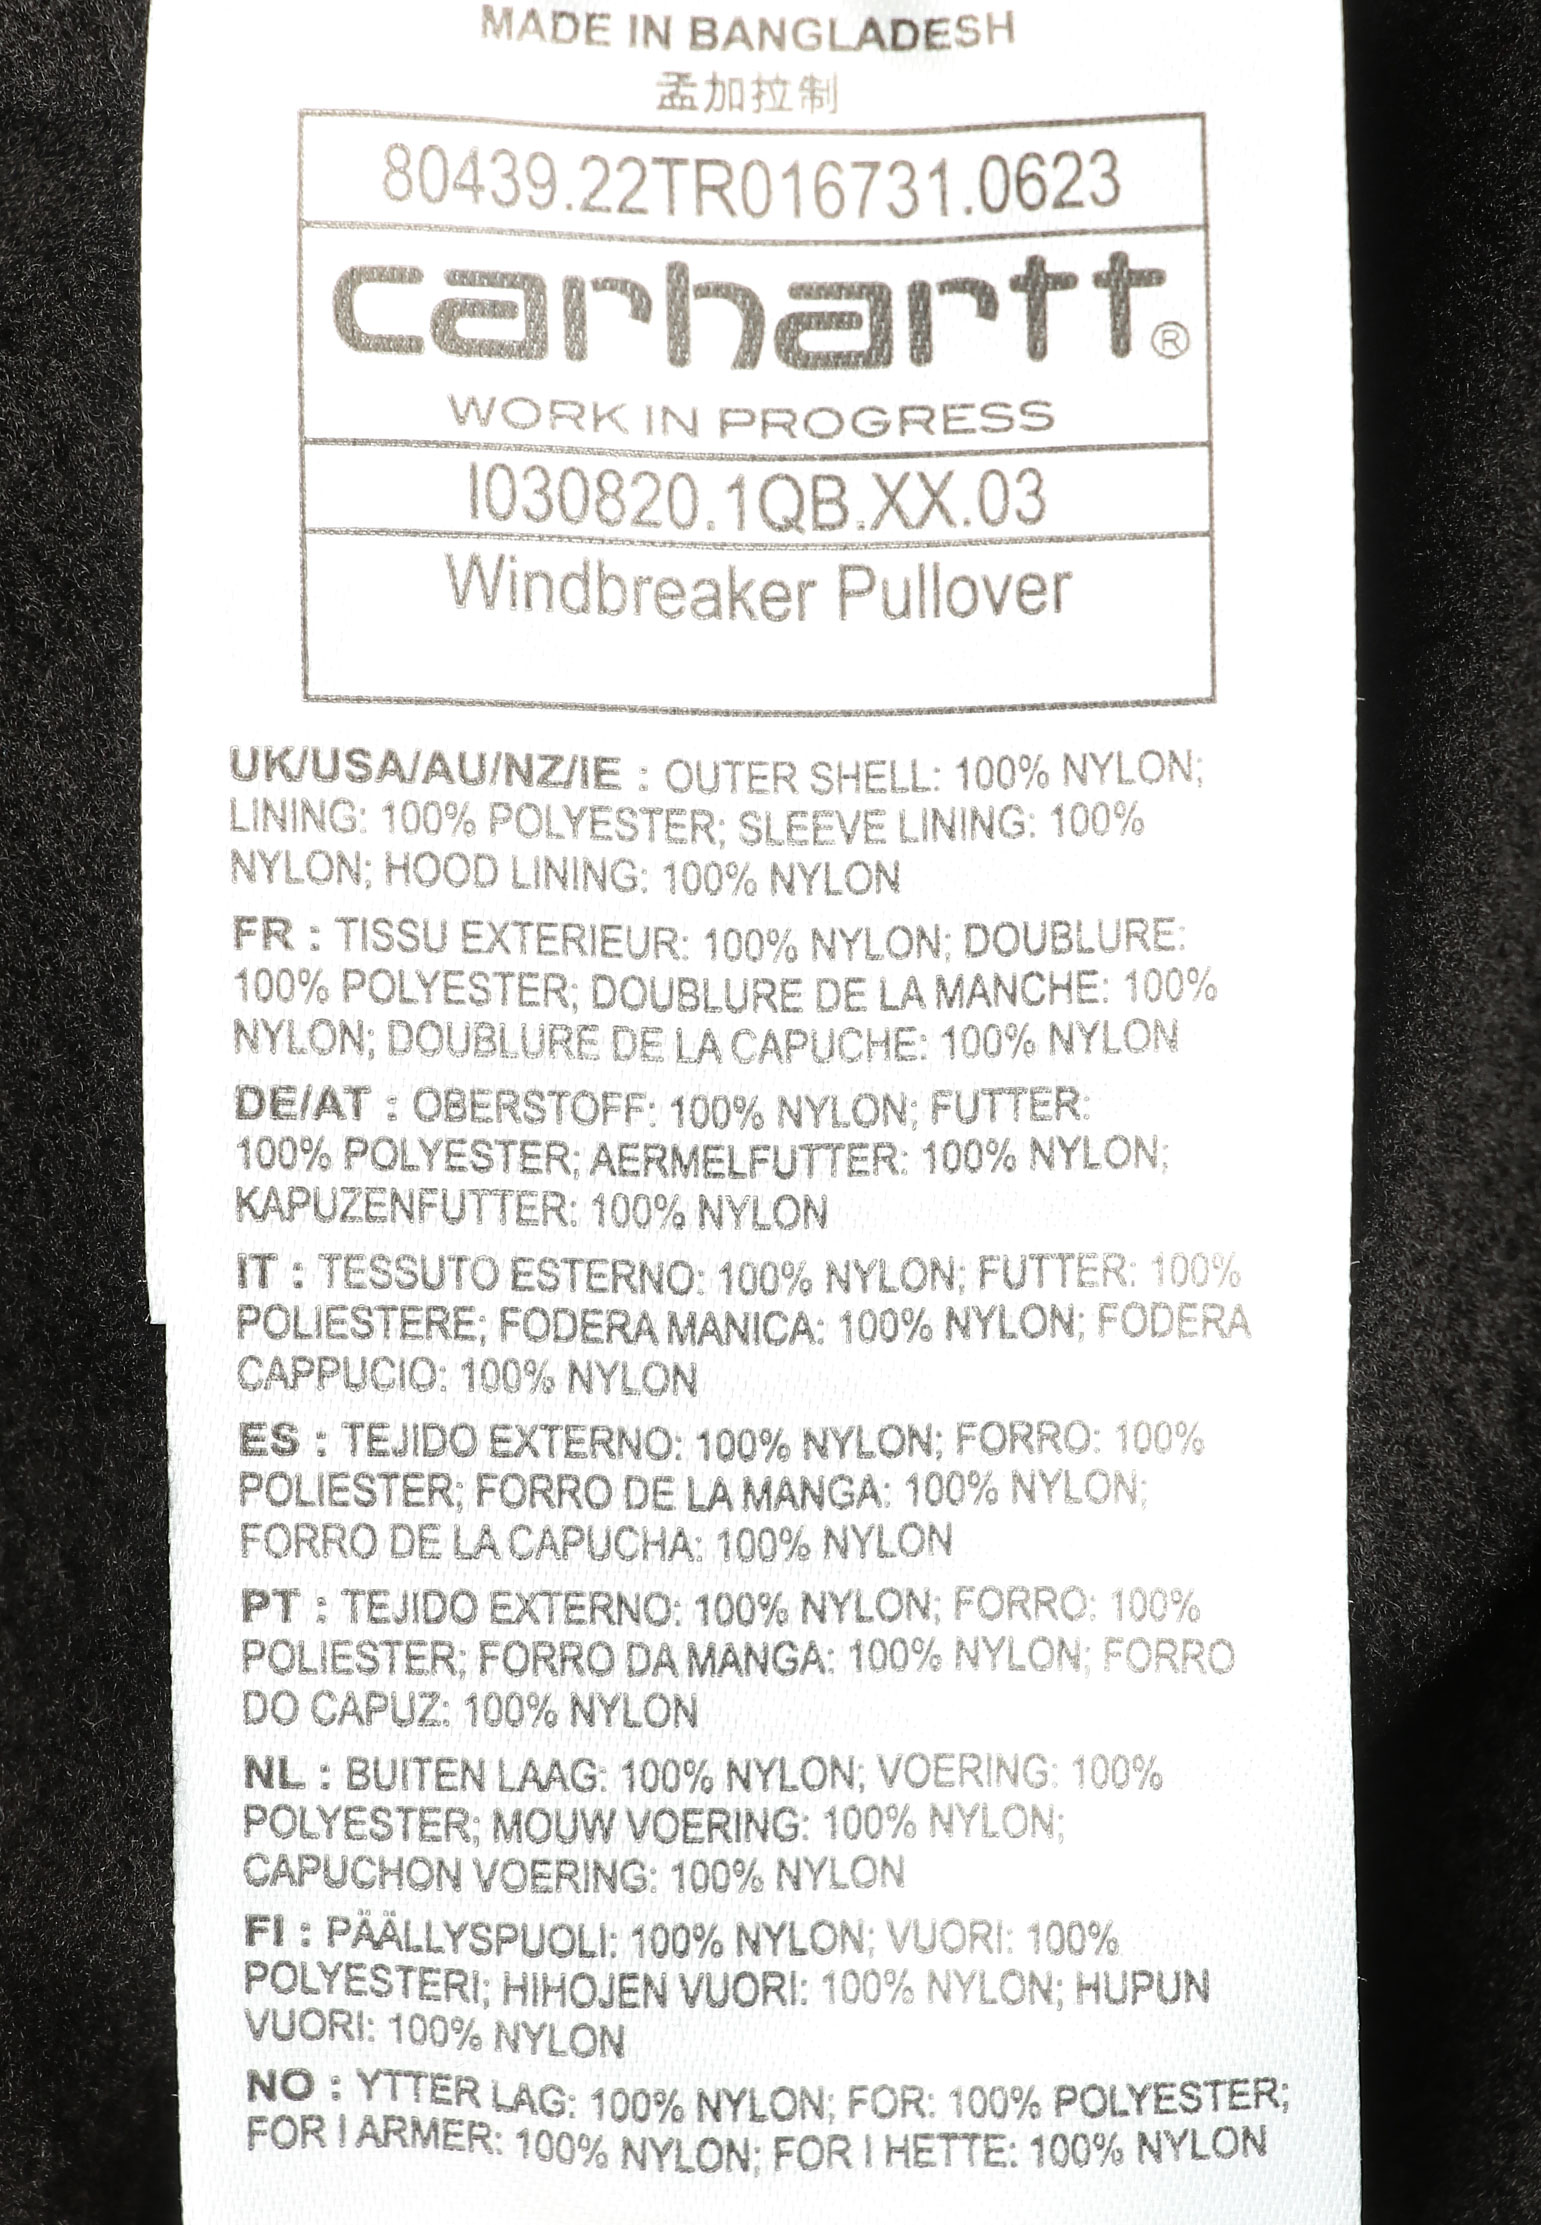 MADE IN BANGLADESH
孟加拉制
80439.22TR016731.0623
carhartt®
WORK IN PROGRESS
I030820.1QB.XX.03
Windbreaker Pullover
UK/USA/AU/NZ/IE : OUTER SHELL: 100% NYLON;
LINING: 100% POLYESTER; SLEEVE LINING: 100%
NYLON; HOOD LINING: 100% NYLON
FR : TISSU EXTERIEUR: 100% NYLON; DOUBLURE:
100% POLYESTER; DOUBLURE DE LA MANCHE: 100%
NYLON; DOUBLURE DE LA CAPUCHE: 100% NYLON
DE/AT : OBERSTOFF: 100% NYLON; FUTTER:
100% POLYESTER; AERMELFUTTER: 100% NYLON;
KAPUZENFUTTER: 100% NYLON
IT : TESSUTO ESTERNO: 100% NYLON; FUTTER: 100%
POLIESTERE; FODERA MANICA: 100% NYLON; FODERA
CAPPUCIO: 100% NYLON
ES : TEJIDO EXTERNO: 100% NYLON; FORRO: 100%
POLIESTER; FORRO DE LA MANGA: 100% NYLON;
FORRO DE LA CAPUCHA: 100% NYLON
PT : TEJIDO EXTERNO: 100% NYLON; FORRO: 100%
POLIESTER; FORRO DA MANGA: 100% NYLON; FORRO
DO CAPUZ: 100% NYLON
NL : BUITEN LAAG: 100% NYLON; VOERING: 100%
POLYESTER; MOUW VOERING: 100% NYLON;
CAPUCHON VOERING: 100% NYLON
FI : PÄÄLLYSPUOLI: 100% NYLON; VUORI: 100%
POLYESTERI; HIHOJEN VUORI: 100% NYLON; HUPUN
VUORI: 100% NYLON
NO : YTTER LAG: 100% NYLON; FOR: 100% POLYESTER;
FOR I ARMER: 100% NYLON; FOR I HETTE: 100% NYLON